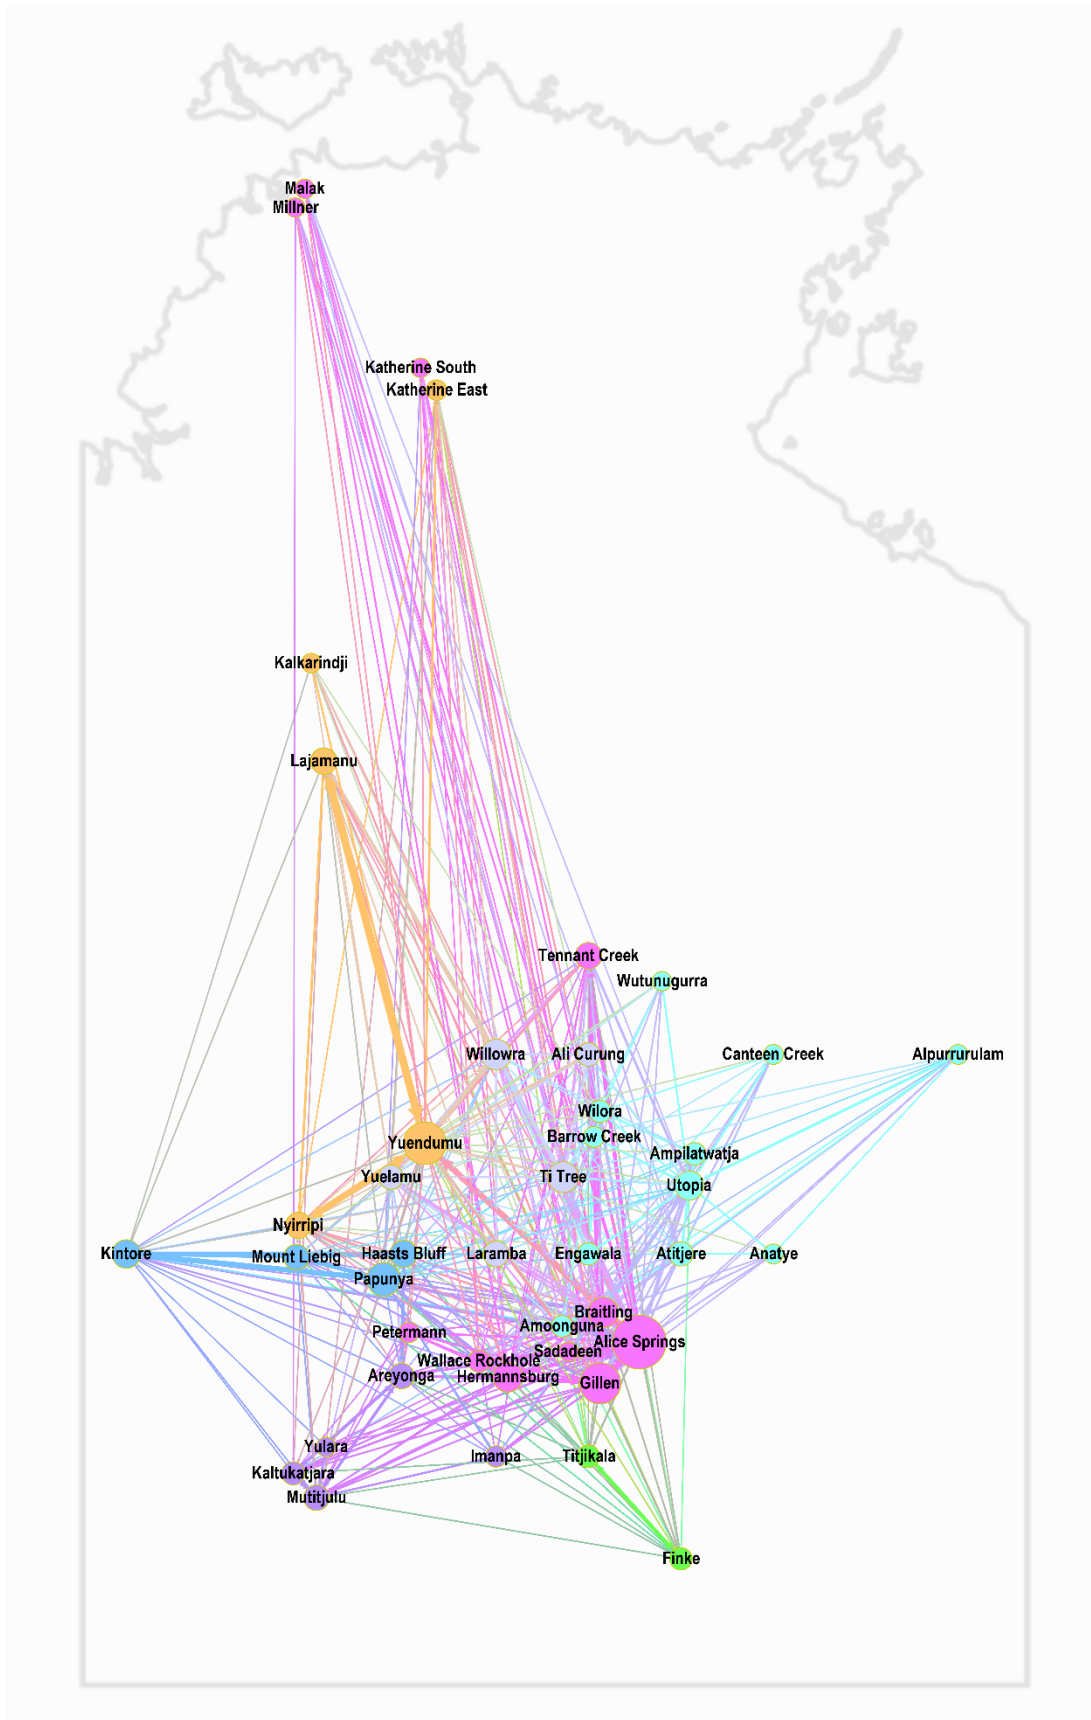 Malak
Millner
Katherine South
Katherine East
Kalkarindji
Lajamanu
Tennant Creek
Wutunugurra
Willowra
Ali Curung
Canteen Creek
Alpurrurulam
Wilora
Barrow Creek
Yuendumu
Ampilatwatja
Yuelamu
Ti Tree
Utopia
Nyirripi
Kintore
Mount Liebig
Haasts Bluff
Laramba
Engawala
Atitjere
Anatye
Papunya
Braitling
Amoonguna
Petermann
Alice Springs
Sadadeen
Wallace Rockhole
Areyonga
Hermannsburg
Gillen
Yulara
Imanpa
Titjikala
Kaltukatjara
Mutitjulu
Finke